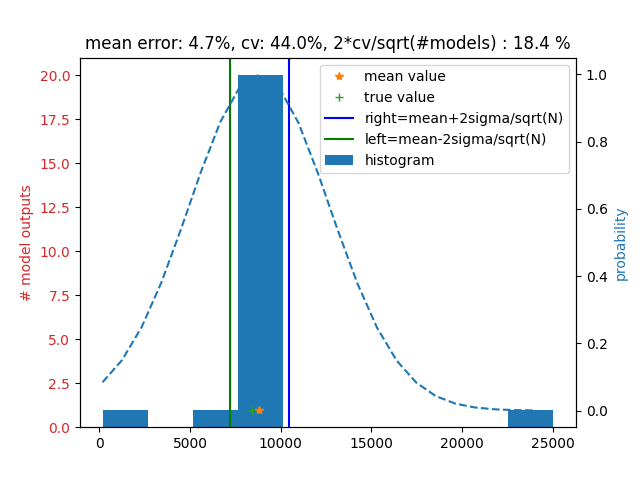 mean error: 4.7%, cv: 44.0%, 2*cv/sqrt(#models) : 18.4 %
20.0
17.5
15.0
12.5
10.0
7.5
5.0
2.5
0.0
# model outputs
mean value
true value
right=mean+2sigma/sqrt(N)
left=mean-2sigma/sqrt(N)
histogram
1.0
0.8
0.6
0.4
0.2
0.0
probability
0
5000
10000
15000
20000
25000